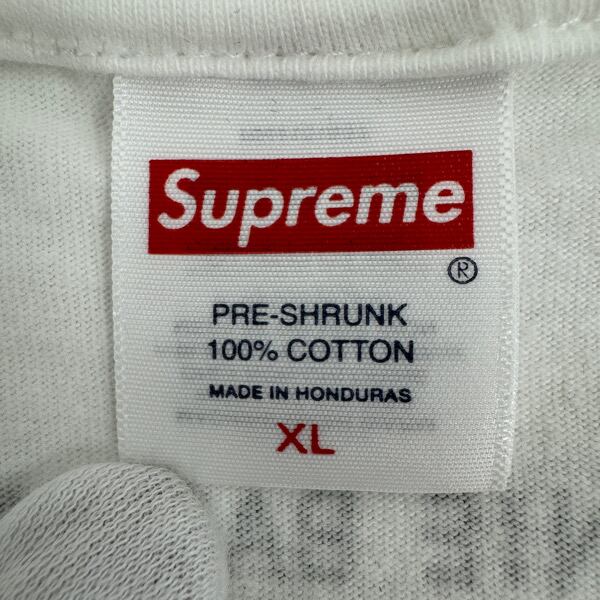 Supreme
®
PRE-SHRUNK
100% COTTON
MADE IN HONDURAS
XL